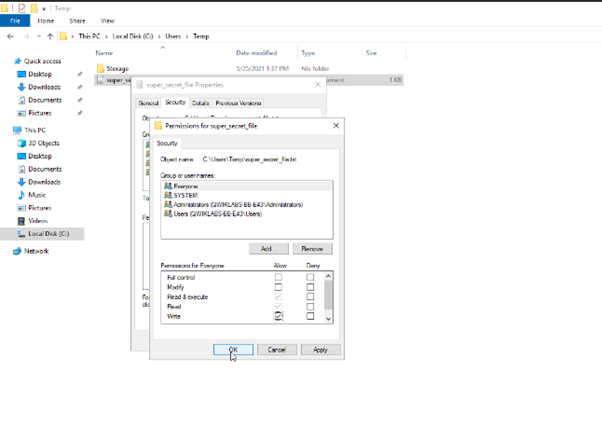 Temp
File Home Share View
This PC > Local Disk (C:) > Users > Temp
Name Date modified Type Size
Quick access
Desktop
Downloads
Documents
Pictures
This PC
3D Objects
Desktop
Documents
Downloads
Music
Pictures
Videos
Local Disk (C:)
Network
Storage 5/25/2021 1:37 PM File folder
1 KB
super_secret_file Properties
General Security Details Previous Versions
Permissions for super_secret_file
Security
Object name: C:\Users\Temp\super_secret_file.txt
Group or user names:
Everyone
SYSTEM
Administrators (QWIKLABS-BB-E43\Administrators)
Users (QWIKLABS-BB-E43\Users)
Add... Remove
Permissions for Everyone Allow Deny
Full control
Modify
Read & execute
Read
Write
OK Cancel Apply